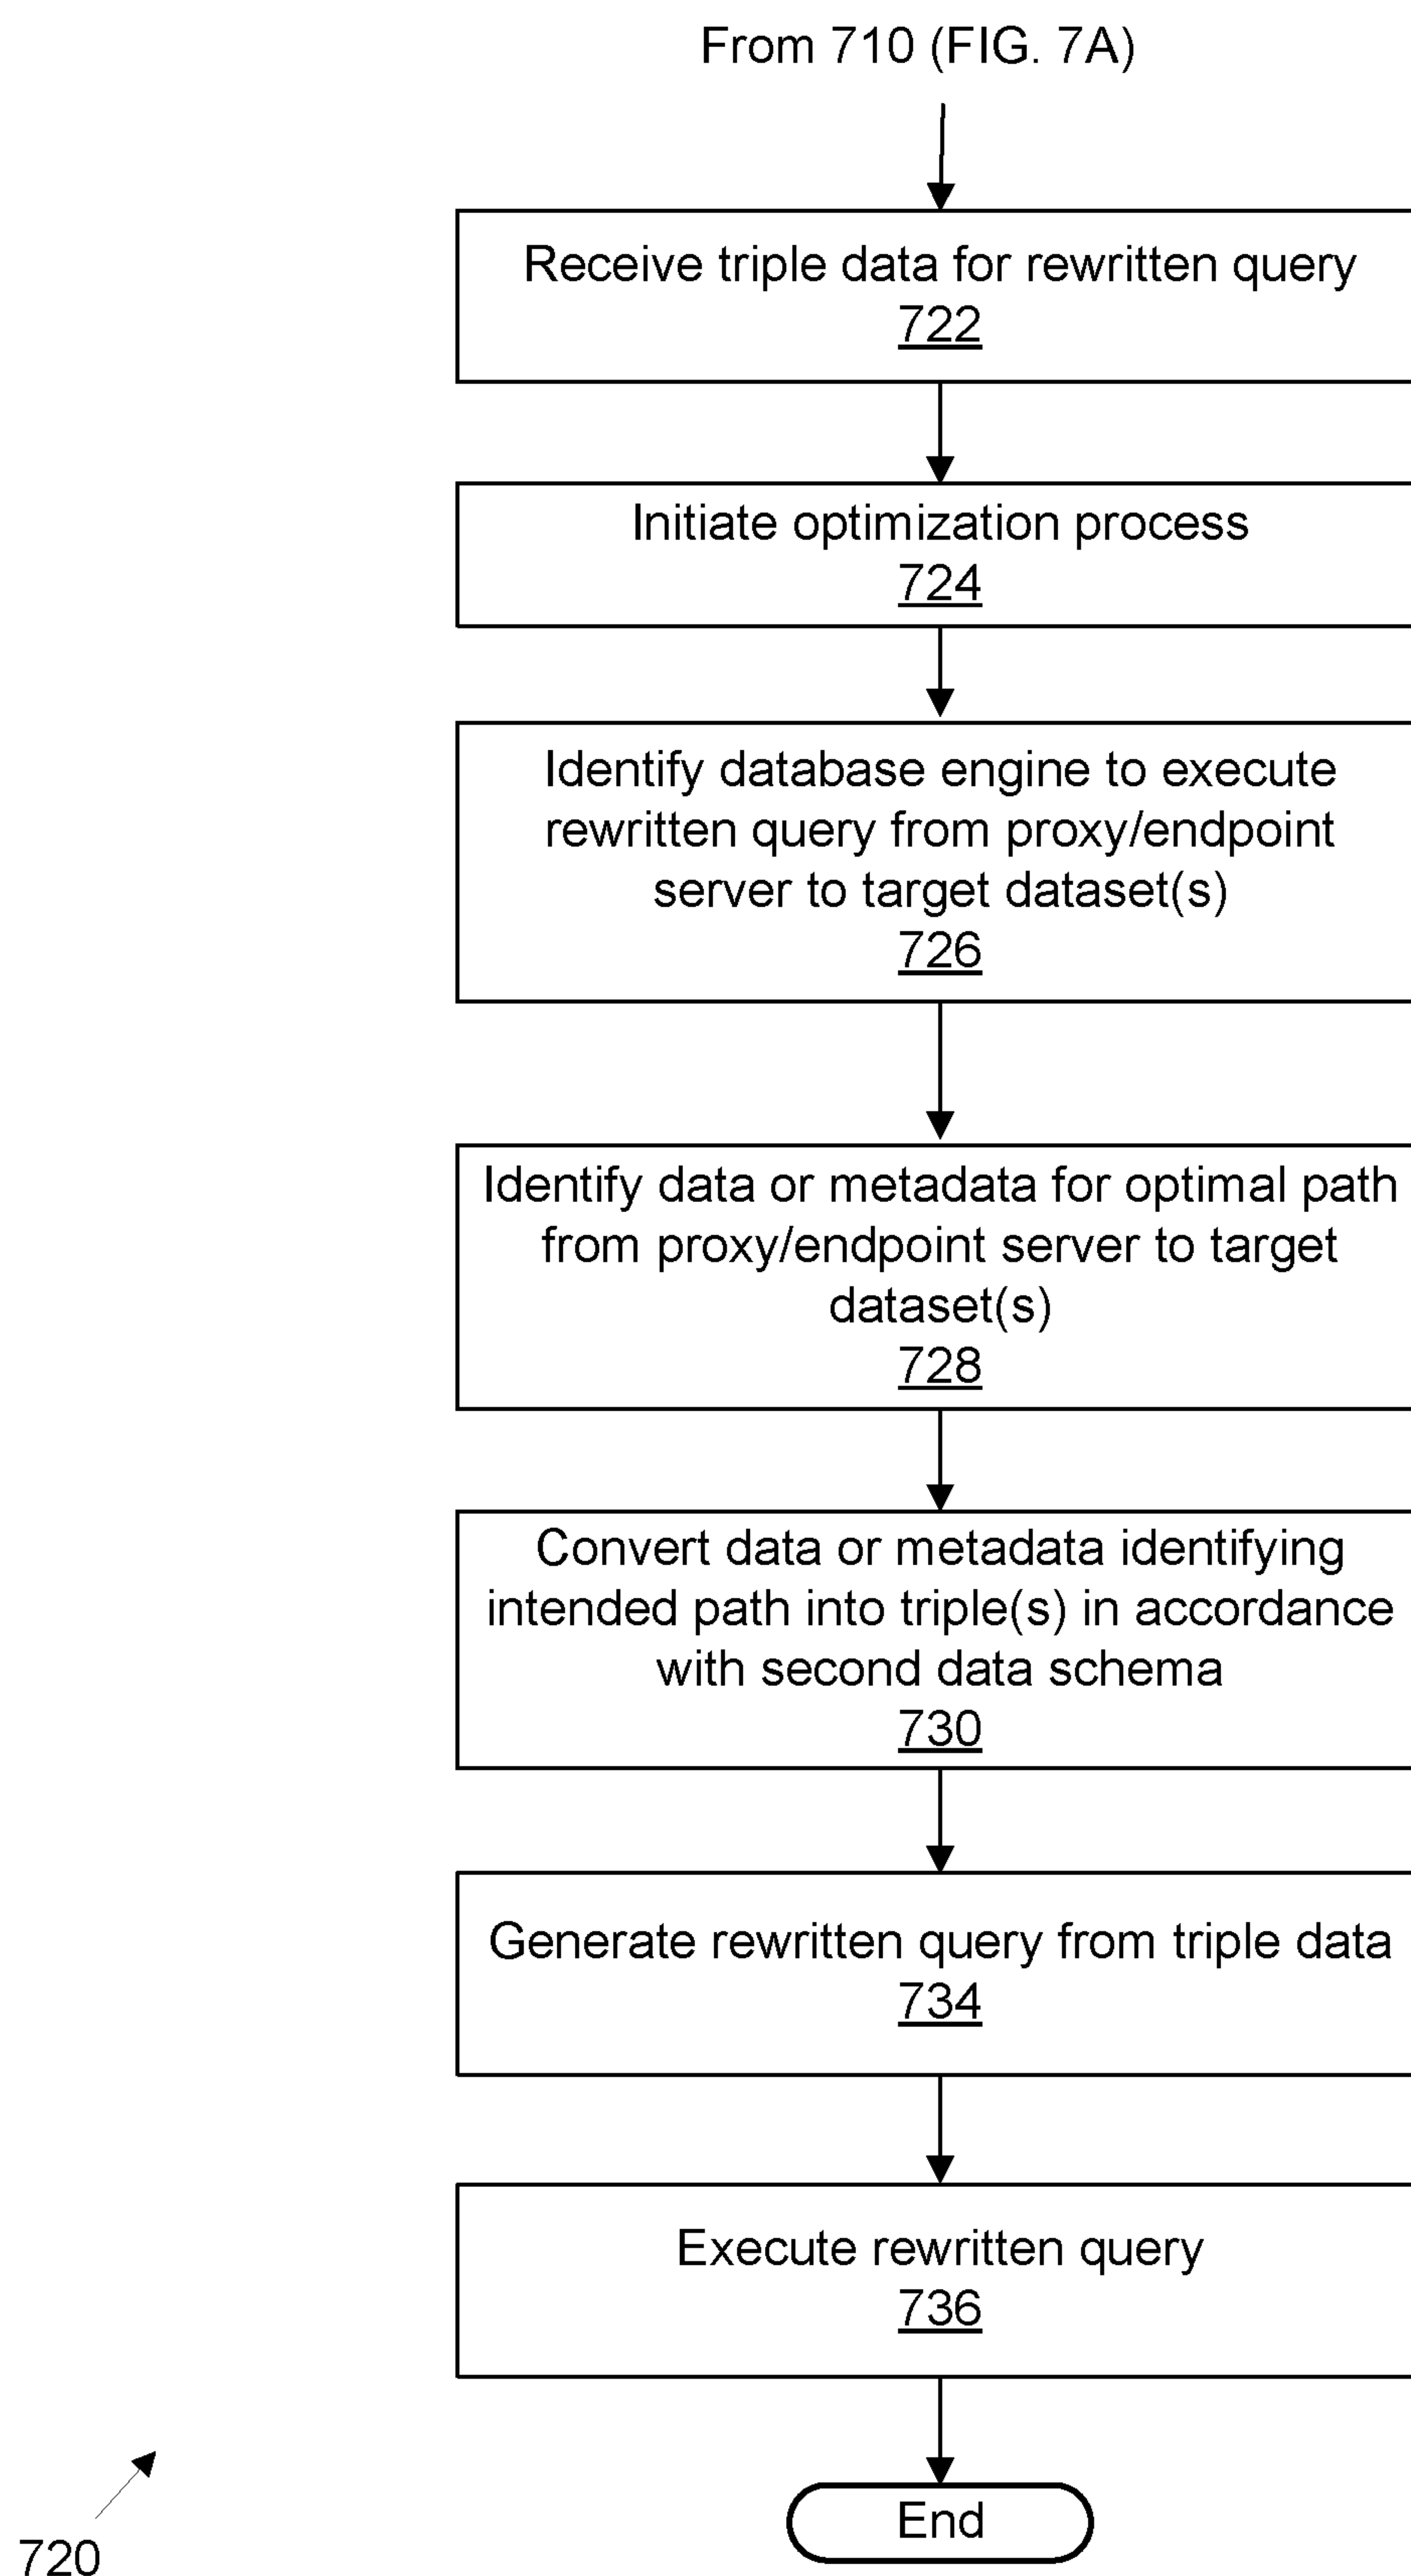 From 710 (FIG. 7A)
Receive triple data for rewritten query
722
Initiate optimization process
724
Identify database engine to execute
rewritten query from proxy/endpoint
server to target dataset(s)
726
Identify data or metadata for optimal path
from proxy/endpoint server to target
dataset(s)
728
Convert data or metadata identifying
intended path into triple(s) in accordance
with second data schema
730
Generate rewritten query from triple data
734
Execute rewritten query
736
End
720